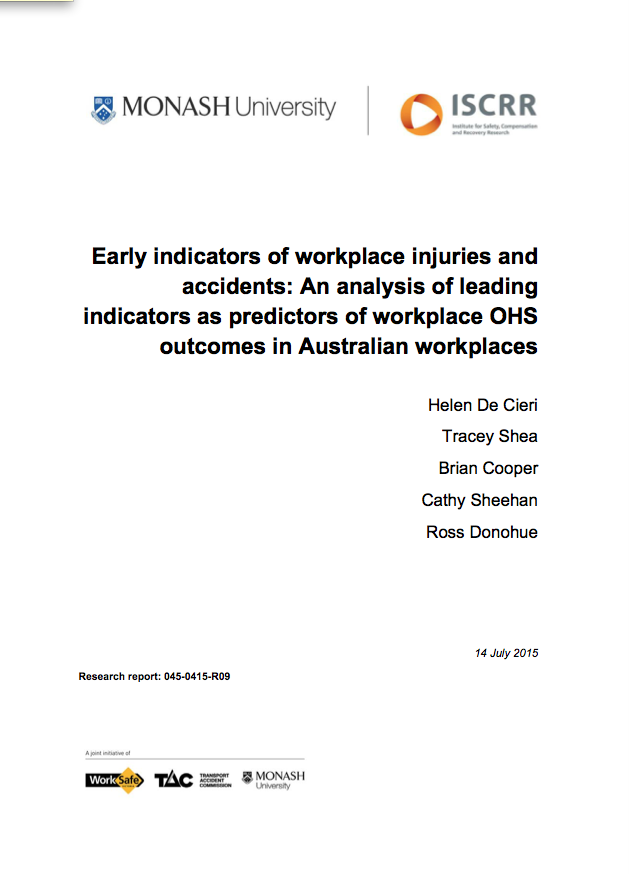 MONASH University
ISCRR
Institute for Safety, Compensation
and Recovery Research
Early indicators of workplace injuries and
accidents: An analysis of leading
indicators as predictors of workplace OHS
outcomes in Australian workplaces
Helen De Cieri
Tracey Shea
Brian Cooper
Cathy Sheehan
Ross Donohue
14 July 2015
Research report: 045-0415-R09
A joint initiative of
WorkSafe
TAC
TRANSPORT
ACCIDENT
COMMISSION
MONASH
University